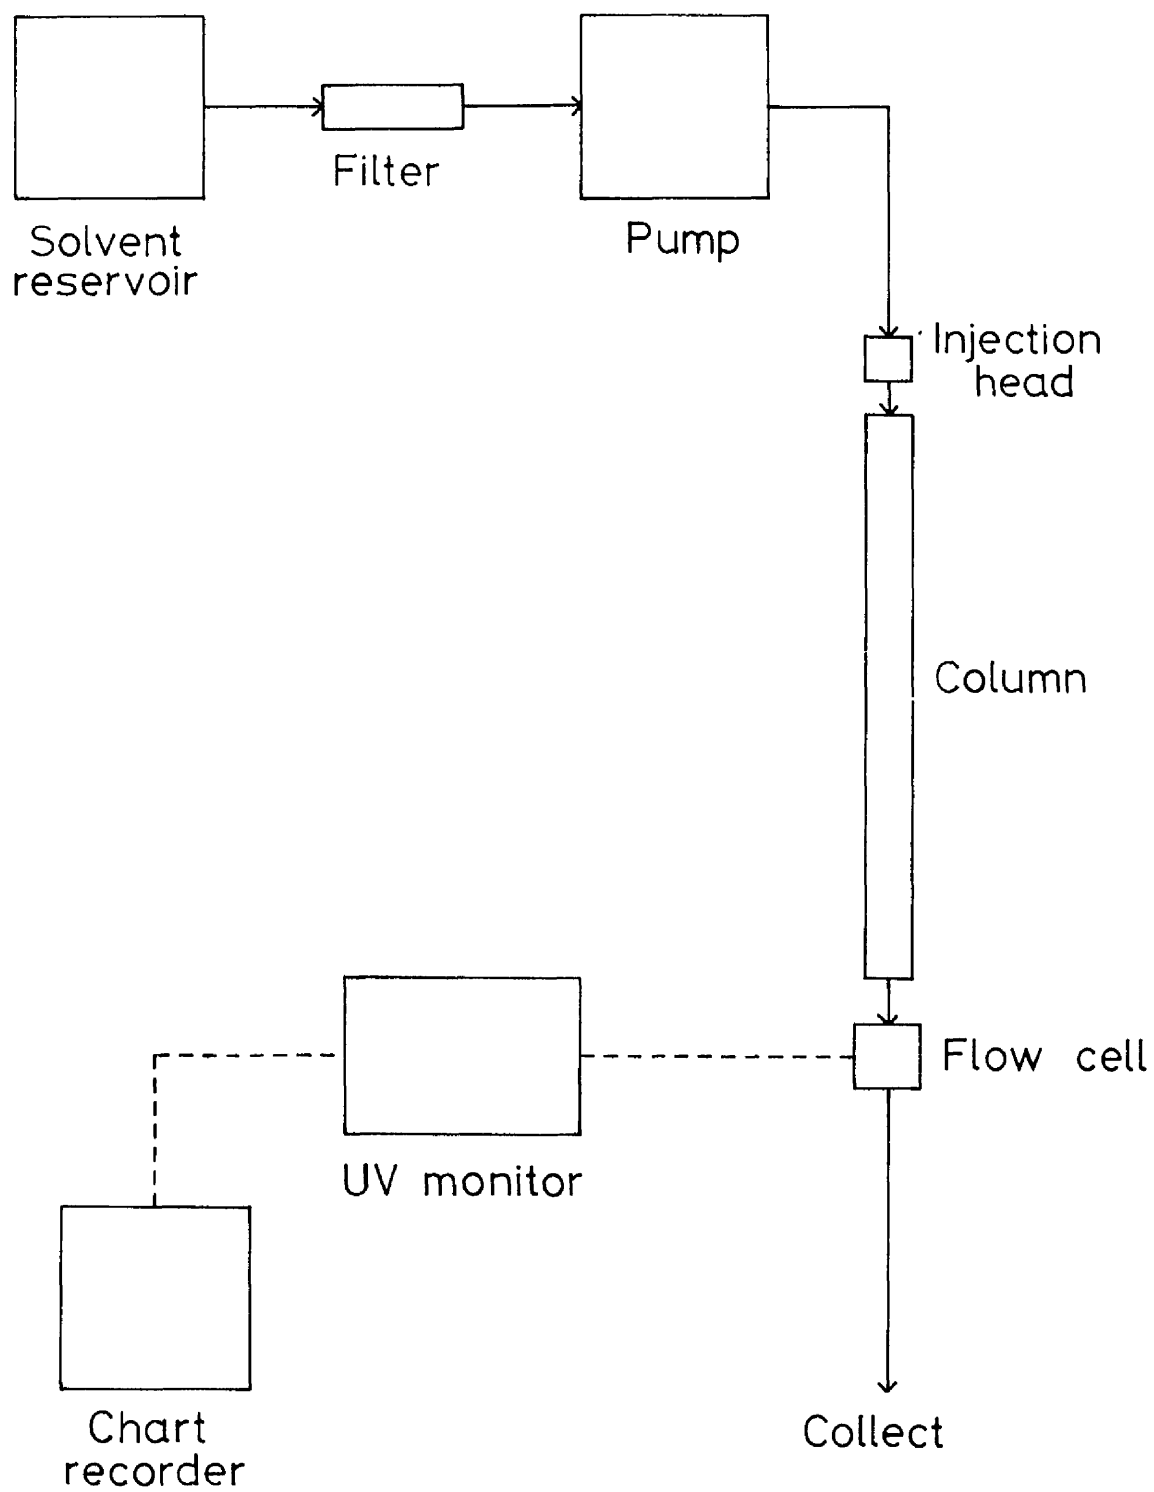 Filter
Solvent
reservoir
Pump
Injection
head
Column
Flow cell
UV monitor
Chart
recorder
Collect